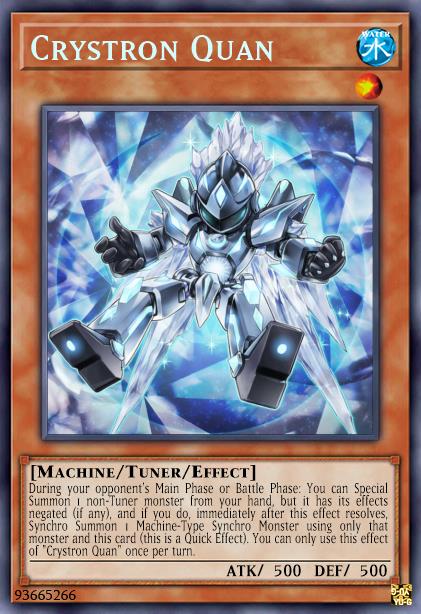 Crystron Quan
WATER
水
[Machine/Tuner/Effect]
During your opponent's Main Phase or Battle Phase: You can Special
Summon 1 non-Tuner monster from your hand, but it has its effects
negated (if any), and if you do, immediately after this effect resolves,
Synchro Summon 1 Machine-Type Synchro Monster using only that
monster and this card (this is a Quick Effect). You can only use this effect
of "Crystron Quan" once per turn.
ATK/ 500 DEF/ 500
93665266